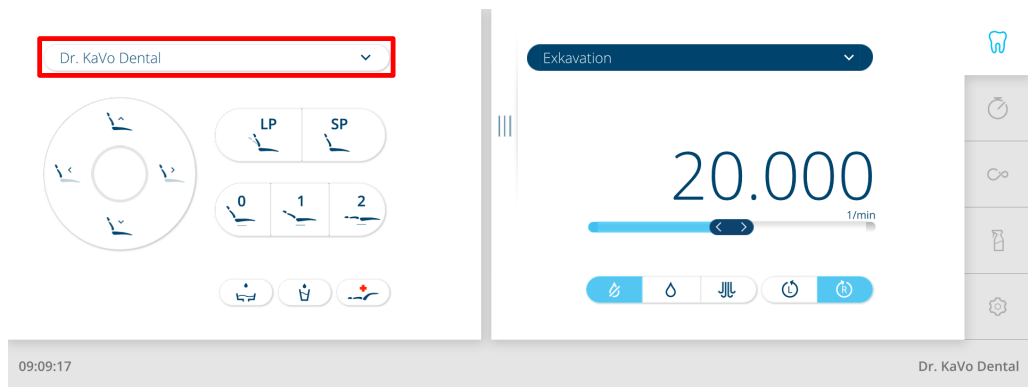 Dr. KaVo Dental
LP SP
0 1 2
Exkavation
20.000
1/min
L R
09:09:17
Dr. KaVo Dental